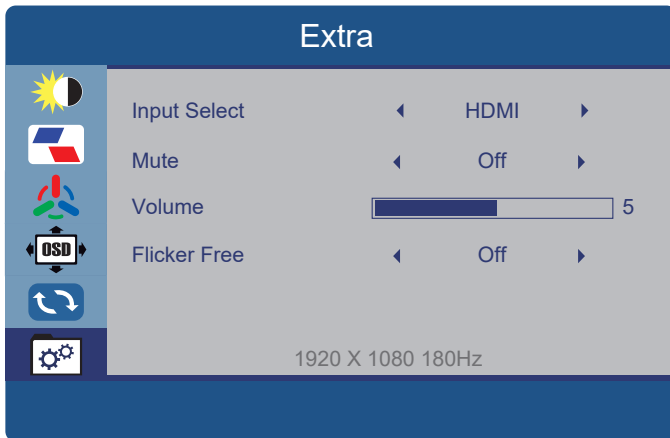 Extra
Input Select HDMI
Mute Off
Volume 5
OSD
Flicker Free Off
1920 X 1080 180Hz